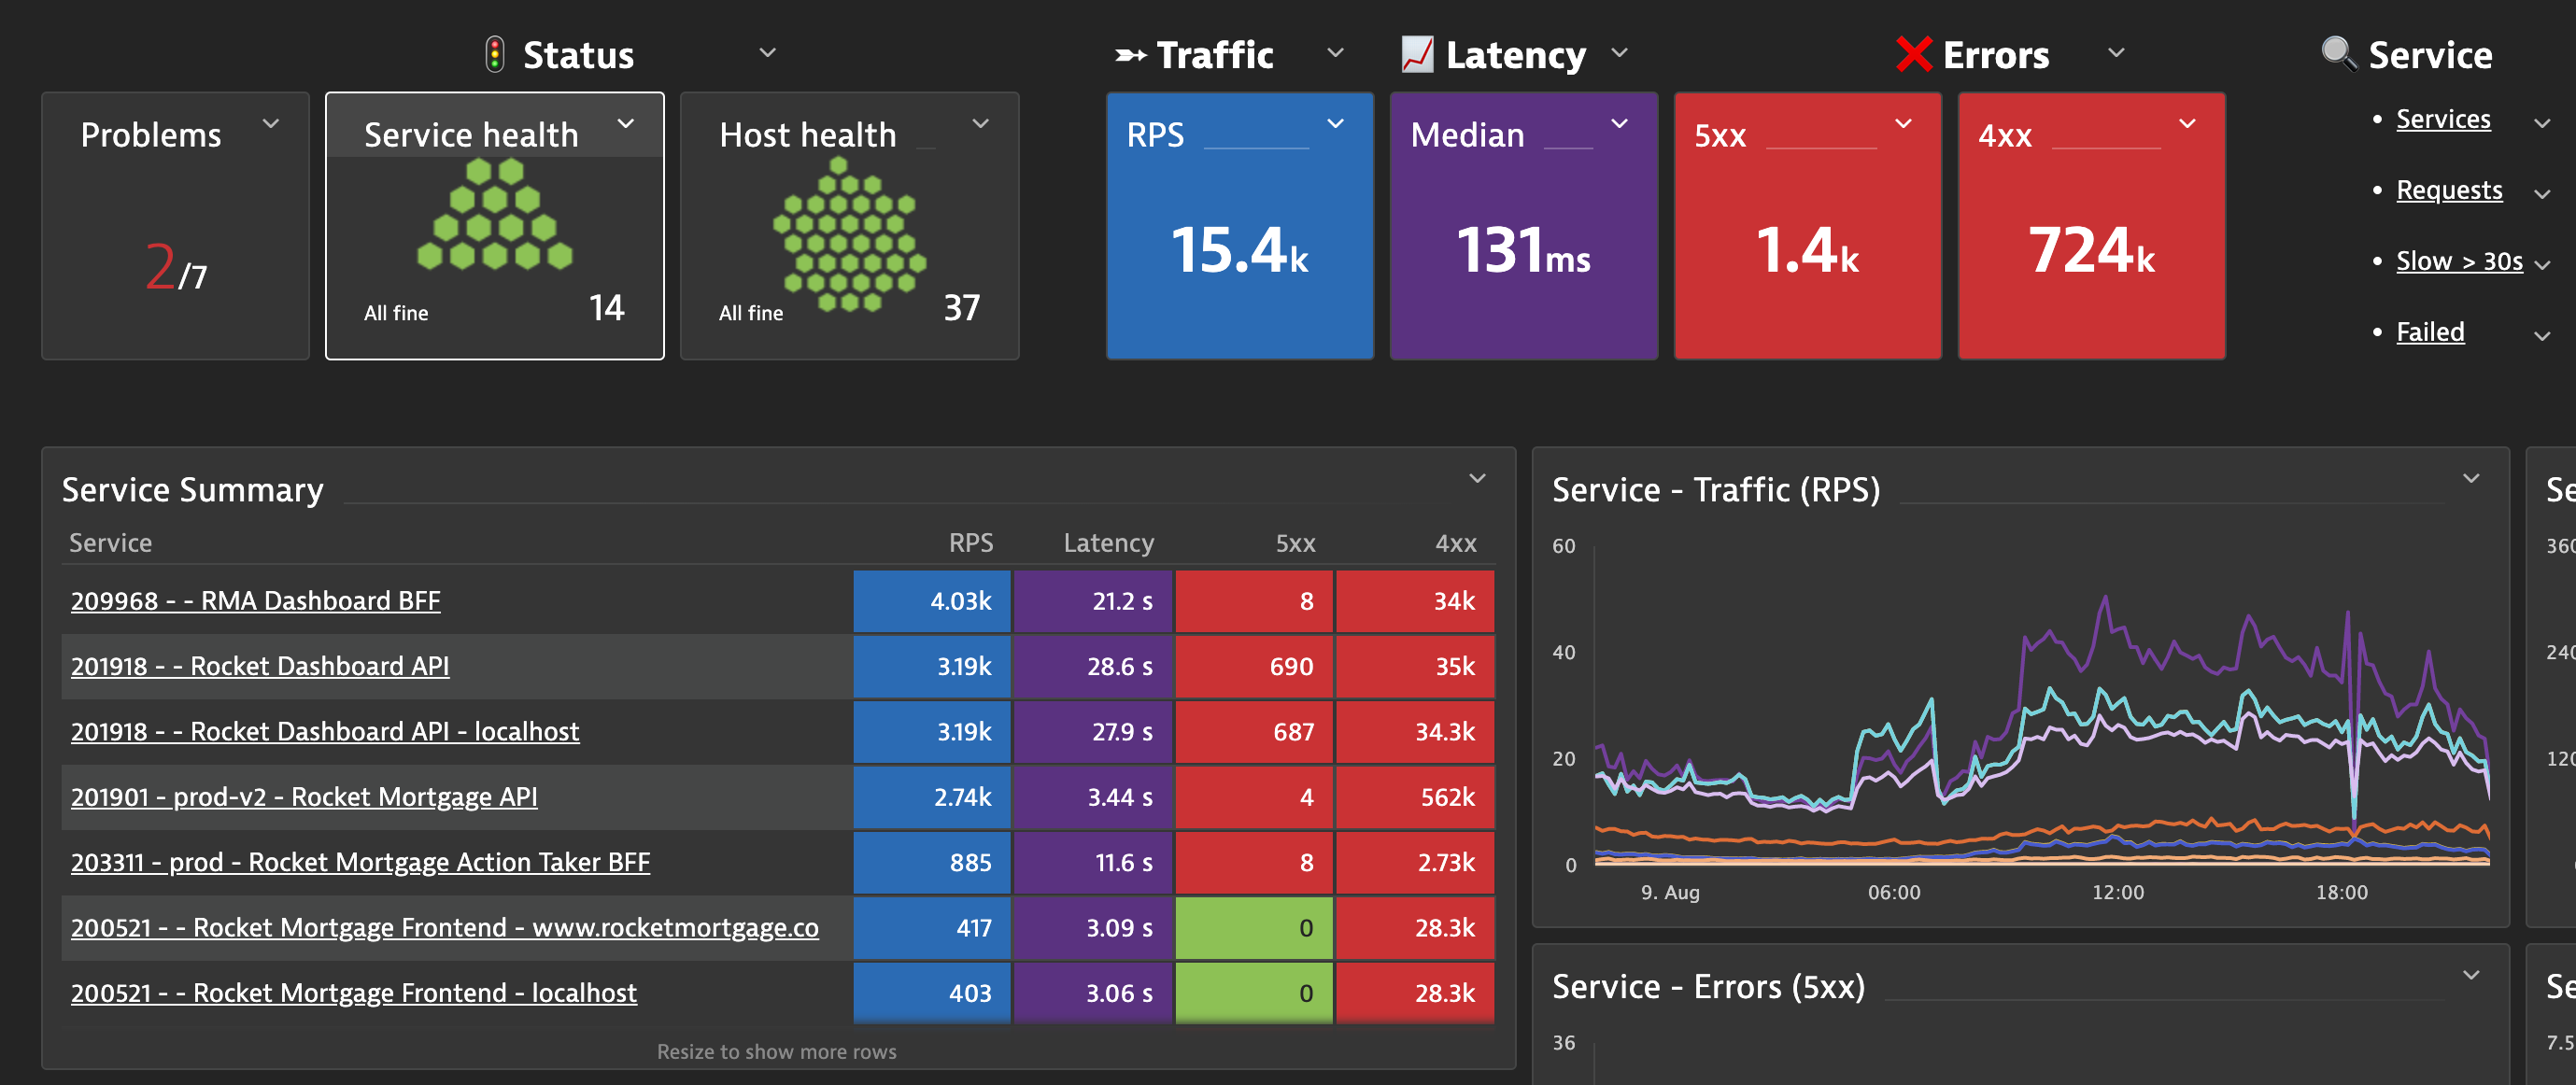 Status
Traffic
Latency
Errors
Service
Problems
2/7
Service health
All fine
14
Host health
All fine
37
RPS
15.4k
Median
131ms
5xx
1.4k
4xx
724k
Services
Requests
Slow > 30s
Failed
Service Summary
Service RPS Latency 5xx 4xx
209968 - - RMA Dashboard BFF 4.03k 21.2 s 8 34k
201918 - - Rocket Dashboard API 3.19k 28.6 s 690 35k
201918 - - Rocket Dashboard API - localhost 3.19k 27.9 s 687 34.3k
201901 - prod-v2 - Rocket Mortgage API 2.74k 3.44 s 4 562k
203311 - prod - Rocket Mortgage Action Taker BFF 885 11.6 s 8 2.73k
200521 - - Rocket Mortgage Frontend - www.rocketmortgage.co 417 3.09 s 0 28.3k
200521 - - Rocket Mortgage Frontend - localhost 403 3.06 s 0 28.3k
Resize to show more rows
Service - Traffic (RPS)
60
40
20
0
9. Aug 06:00 12:00 18:00
Service - Errors (5xx)
36
Se
360
240
120
Se
7.5